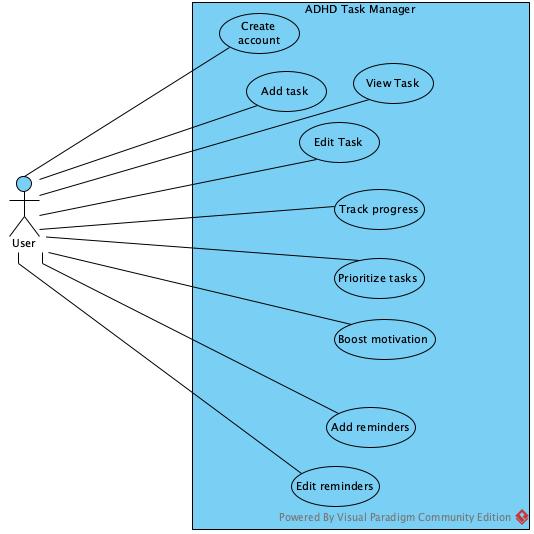 ADHD Task Manager
Create
account
Add task
View Task
Edit Task
Track progress
User
Prioritize tasks
Boost motivation
Add reminders
Edit reminders
Powered By Visual Paradigm Community Edition